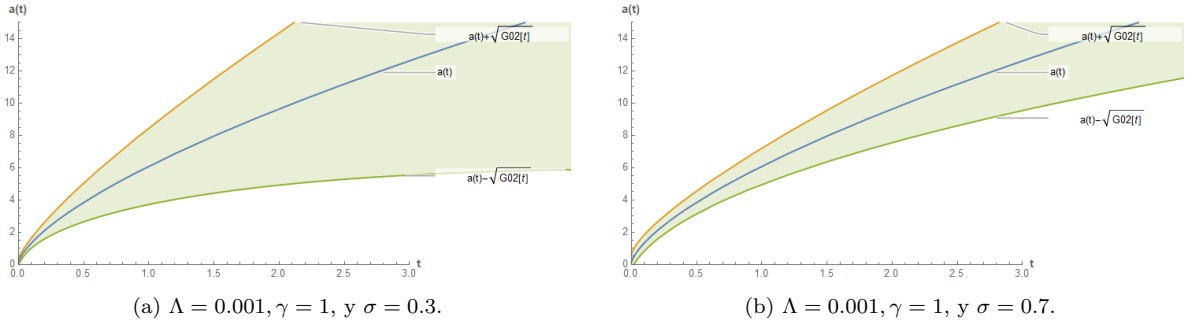 a(t)
14
12
10
8
6
4
2
0
0.0 0.5 1.0 1.5 2.0 2.5 3.0
t
a(t)+√G02[t]
a(t)
a(t)−√G02[t]
(a) Λ = 0.001, γ = 1, y σ = 0.3.
a(t)
14
12
10
8
6
4
2
0
0.0 0.5 1.0 1.5 2.0 2.5 3.0
t
a(t)+√G02[t]
a(t)
a(t)−√G02[t]
(b) Λ = 0.001, γ = 1, y σ = 0.7.